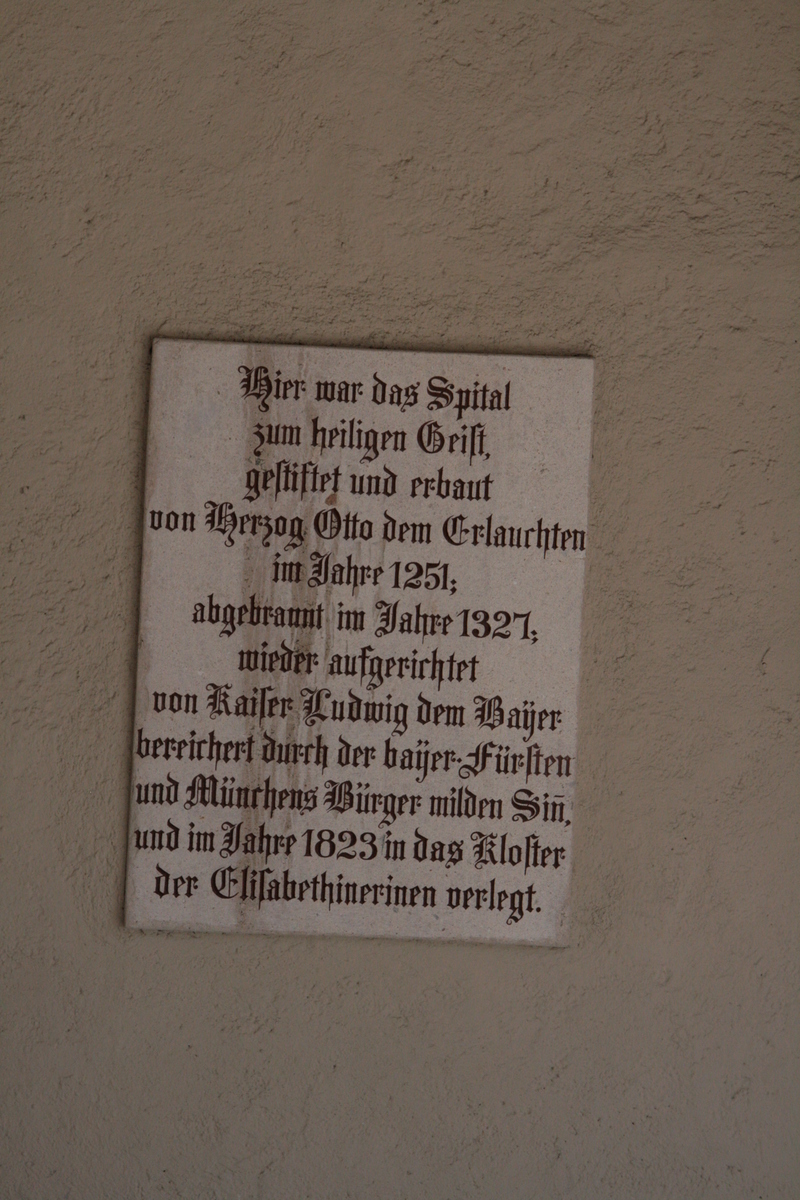 Hier war das Spital
zum heiligen Geiſt,
geſtiftet und erbaut
von Herzog Otto dem Erlauchten
im Jahre 1251,
abgebrannt im Jahre 1327,
wieder aufgerichtet
von Kaiſer Ludwig dem Bayer
bereichert durch der bayer. Fürſten
und Münchens Bürger milden Siñ,
und im Jahre 1823 in das Kloſter
der Eliſabethinerinen verlegt.